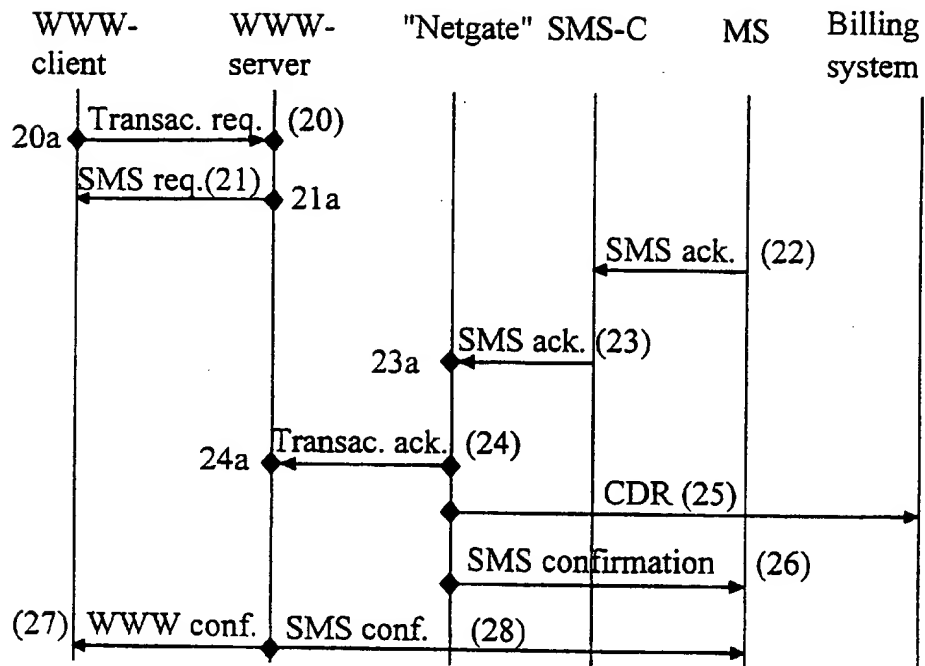 WWW-client
WWW-server
"Netgate"
SMS-C
MS
Billing system
20a
Transac. req.
(20)
SMS req.(21)
21a
SMS ack.
(22)
23a
SMS ack.
(23)
24a
Transac. ack.
(24)
CDR (25)
SMS confirmation
(26)
(27)
WWW conf.
SMS conf.
(28)